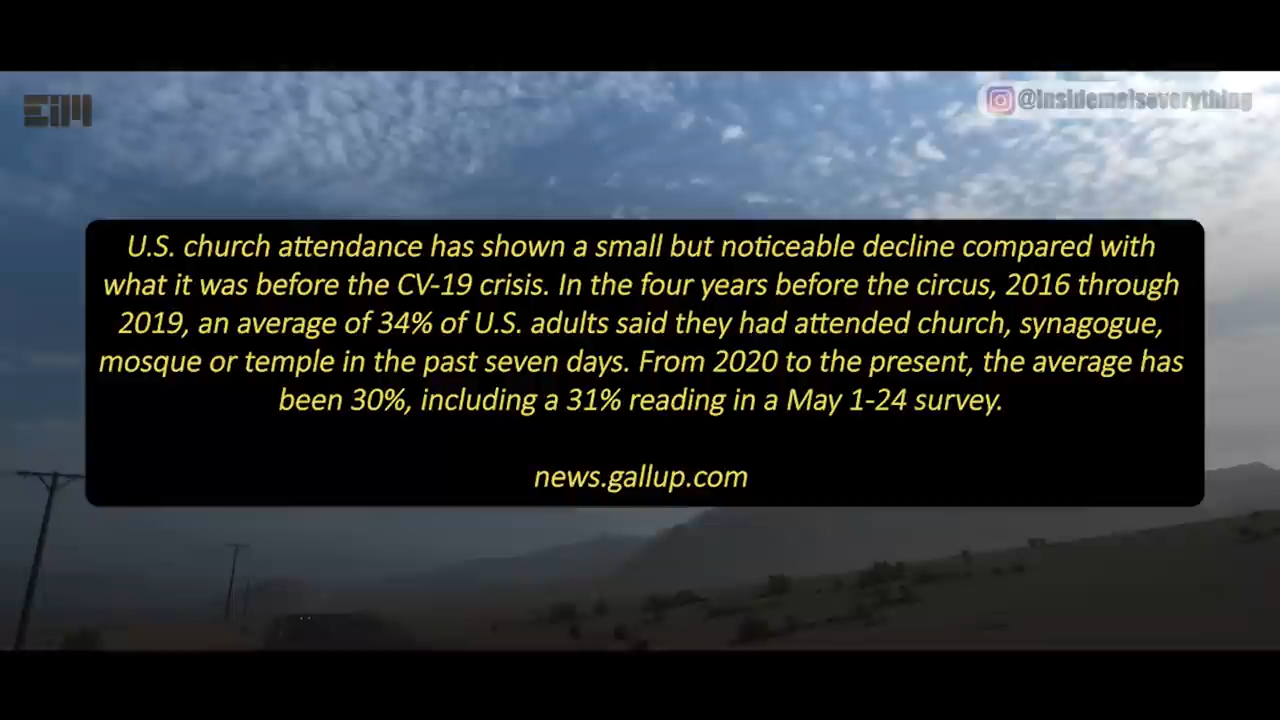 EiM
@insidemeiseverything
U.S. church attendance has shown a small but noticeable decline compared with
what it was before the CV-19 crisis. In the four years before the circus, 2016 through
2019, an average of 34% of U.S. adults said they had attended church, synagogue,
mosque or temple in the past seven days. From 2020 to the present, the average has
been 30%, including a 31% reading in a May 1-24 survey.
news.gallup.com